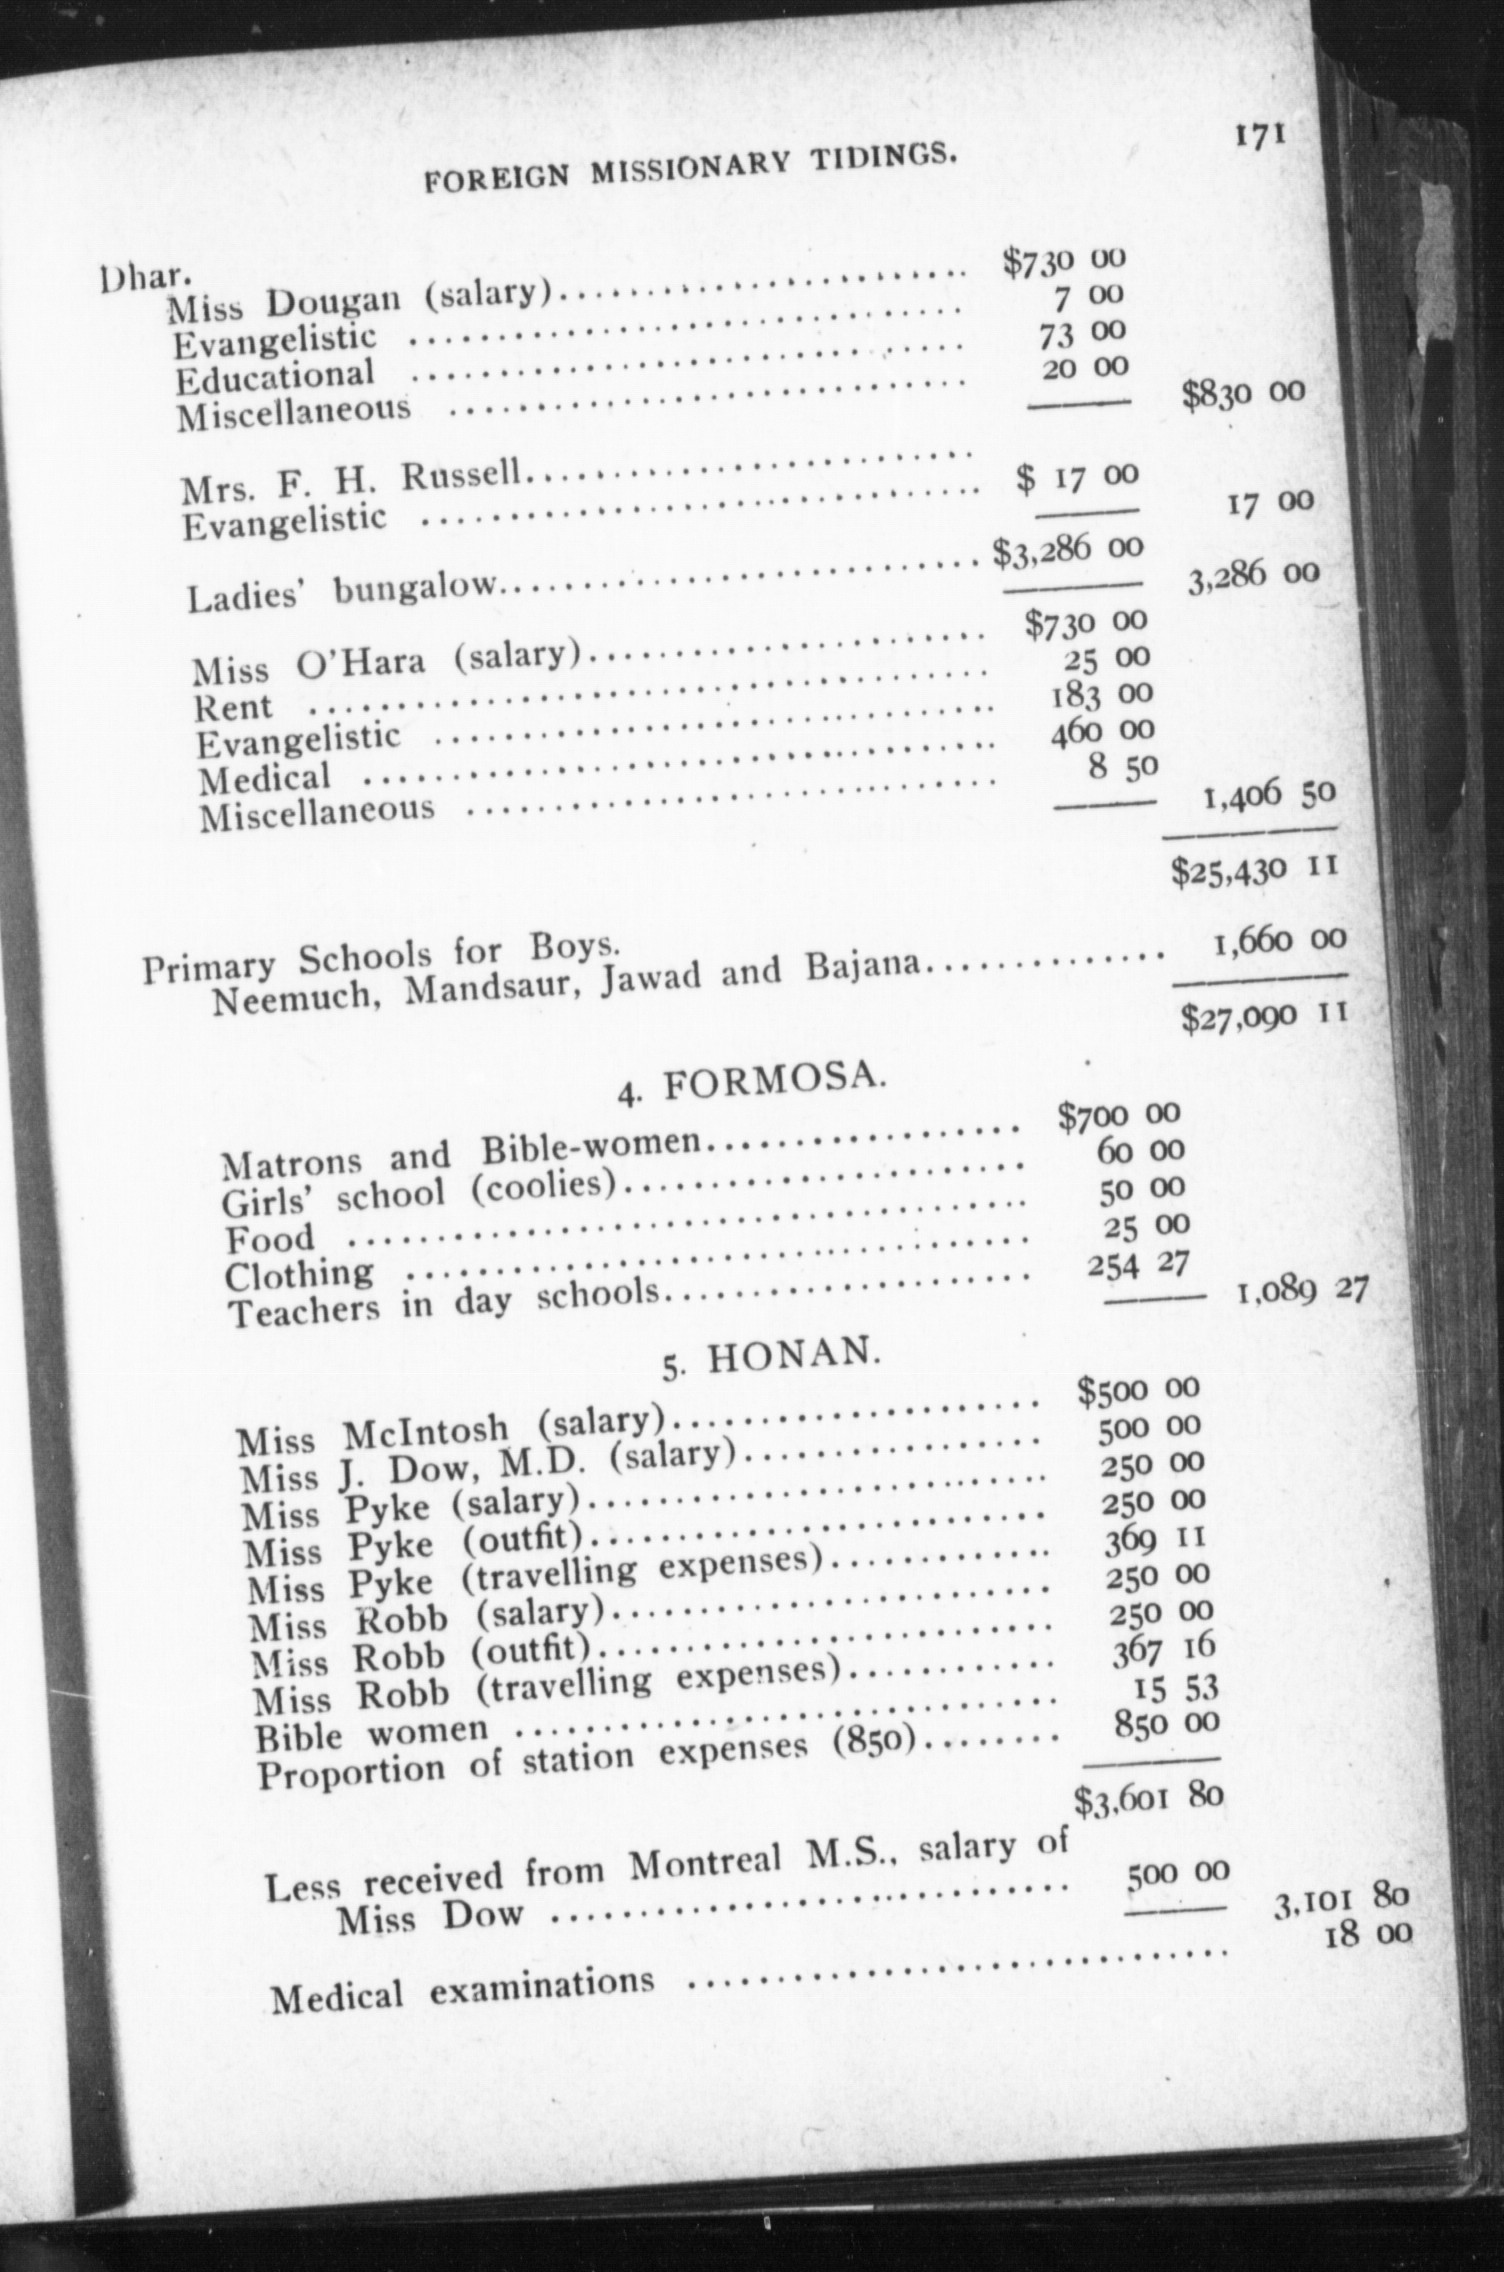 FOREIGN MISSIONARY TIDINGS. 171
Dhar.
Miss Dougan (salary).......................... $730 00
Evangelistic ................................ 7 00
Educational ................................ 73 00
Miscellaneous .............................. 20 00
$830 00
Mrs. F. H. Russell..........................
Evangelistic ................................ $ 17 00
17 00
Ladies' bungalow............................ $3,286 00
3,286 00
Miss O'Hara (salary)....................... $730 00
Rent ........................................ 25 00
Evangelistic ................................ 183 00
Medical .................................... 460 00
Miscellaneous .............................. 8 50
1,406 50
$25,430 11
Primary Schools for Boys.
Neemuch, Mandsaur, Jawad and Bajana.............. 1,660 00
$27,090 11
4. FORMOSA.
Matrons and Bible-women.................. $700 00
Girls' school (coolies)....................... 60 00
Food ....................................... 50 00
Clothing ................................... 25 00
Teachers in day schools..................... 254 27
1,089 27
5. HONAN.
Miss McIntosh (salary)..................... $500 00
Miss J. Dow, M.D. (salary)................. 500 00
Miss Pyke (salary).......................... 250 00
Miss Pyke (outfit).......................... 250 00
Miss Pyke (travelling expenses)............. 369 11
Miss Robb (salary)......................... 250 00
Miss Robb (outfit).......................... 250 00
Miss Robb (travelling expenses)............ 367 16
Bible women ............................... 15 53
Proportion of station expenses (850)........ 850 00
$3,601 80
Less received from Montreal M.S., salary of
Miss Dow .............................. 500 00
3,101 80
Medical examinations ............................... 18 00